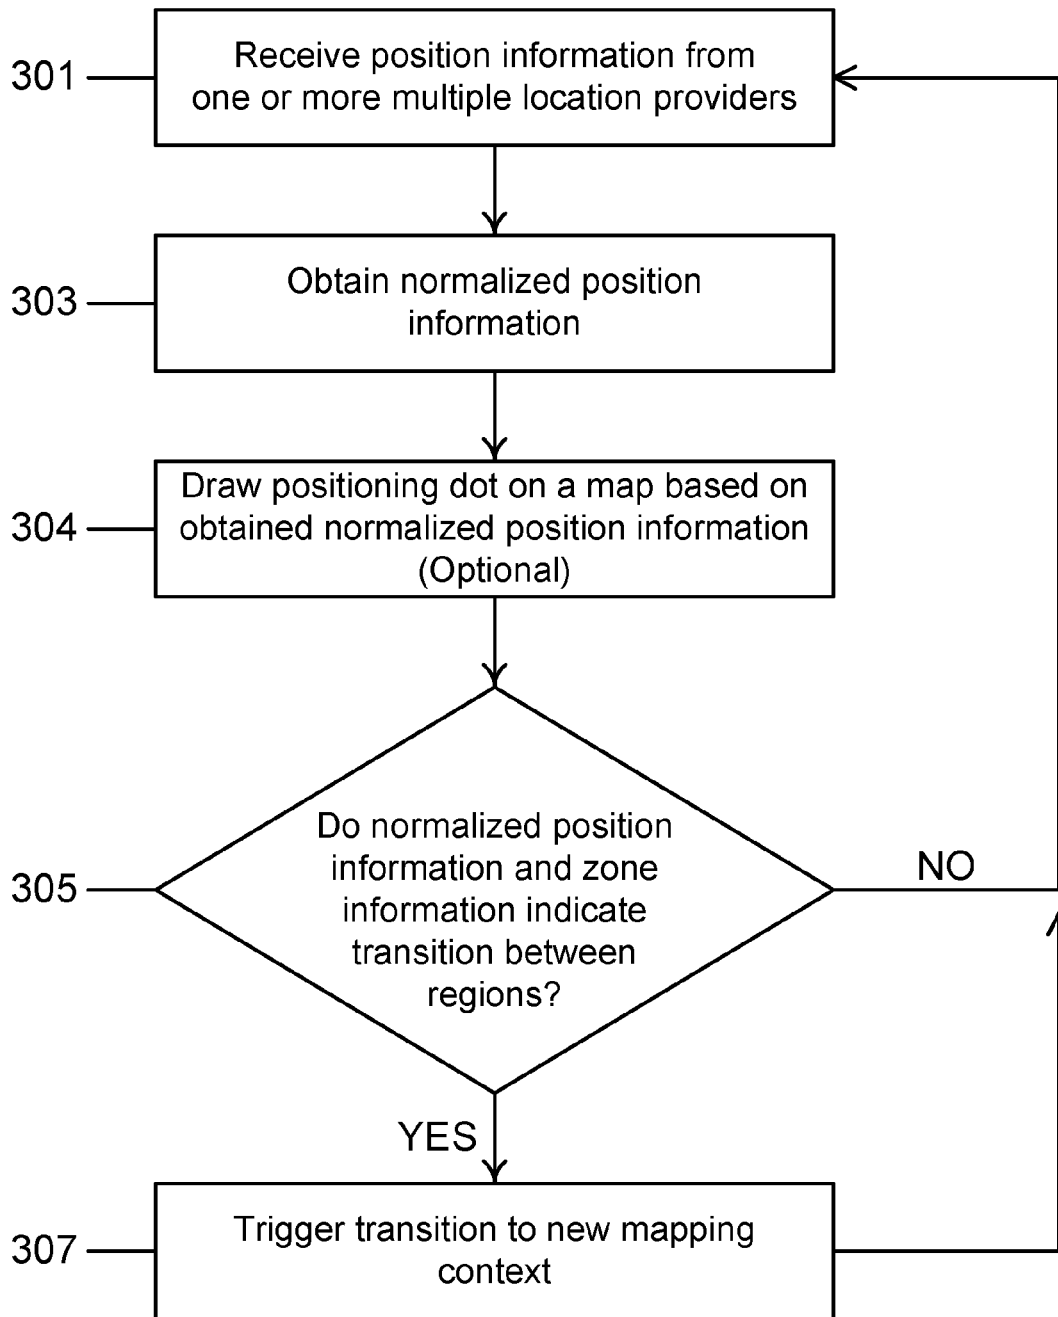 301
Receive position information from
one or more multiple location providers
303
Obtain normalized position
information
304
Draw positioning dot on a map based on
obtained normalized position information
(Optional)
305
Do normalized position
information and zone
information indicate
transition between
regions?
NO
YES
307
Trigger transition to new mapping
context